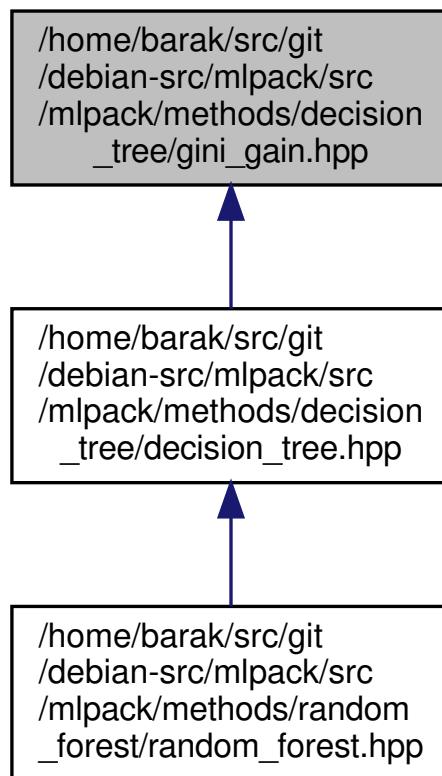 /home/barak/src/git
/debian-src/mlpack/src
/mlpack/methods/decision
_tree/gini_gain.hpp
/home/barak/src/git
/debian-src/mlpack/src
/mlpack/methods/decision
_tree/decision_tree.hpp
/home/barak/src/git
/debian-src/mlpack/src
/mlpack/methods/random
_forest/random_forest.hpp